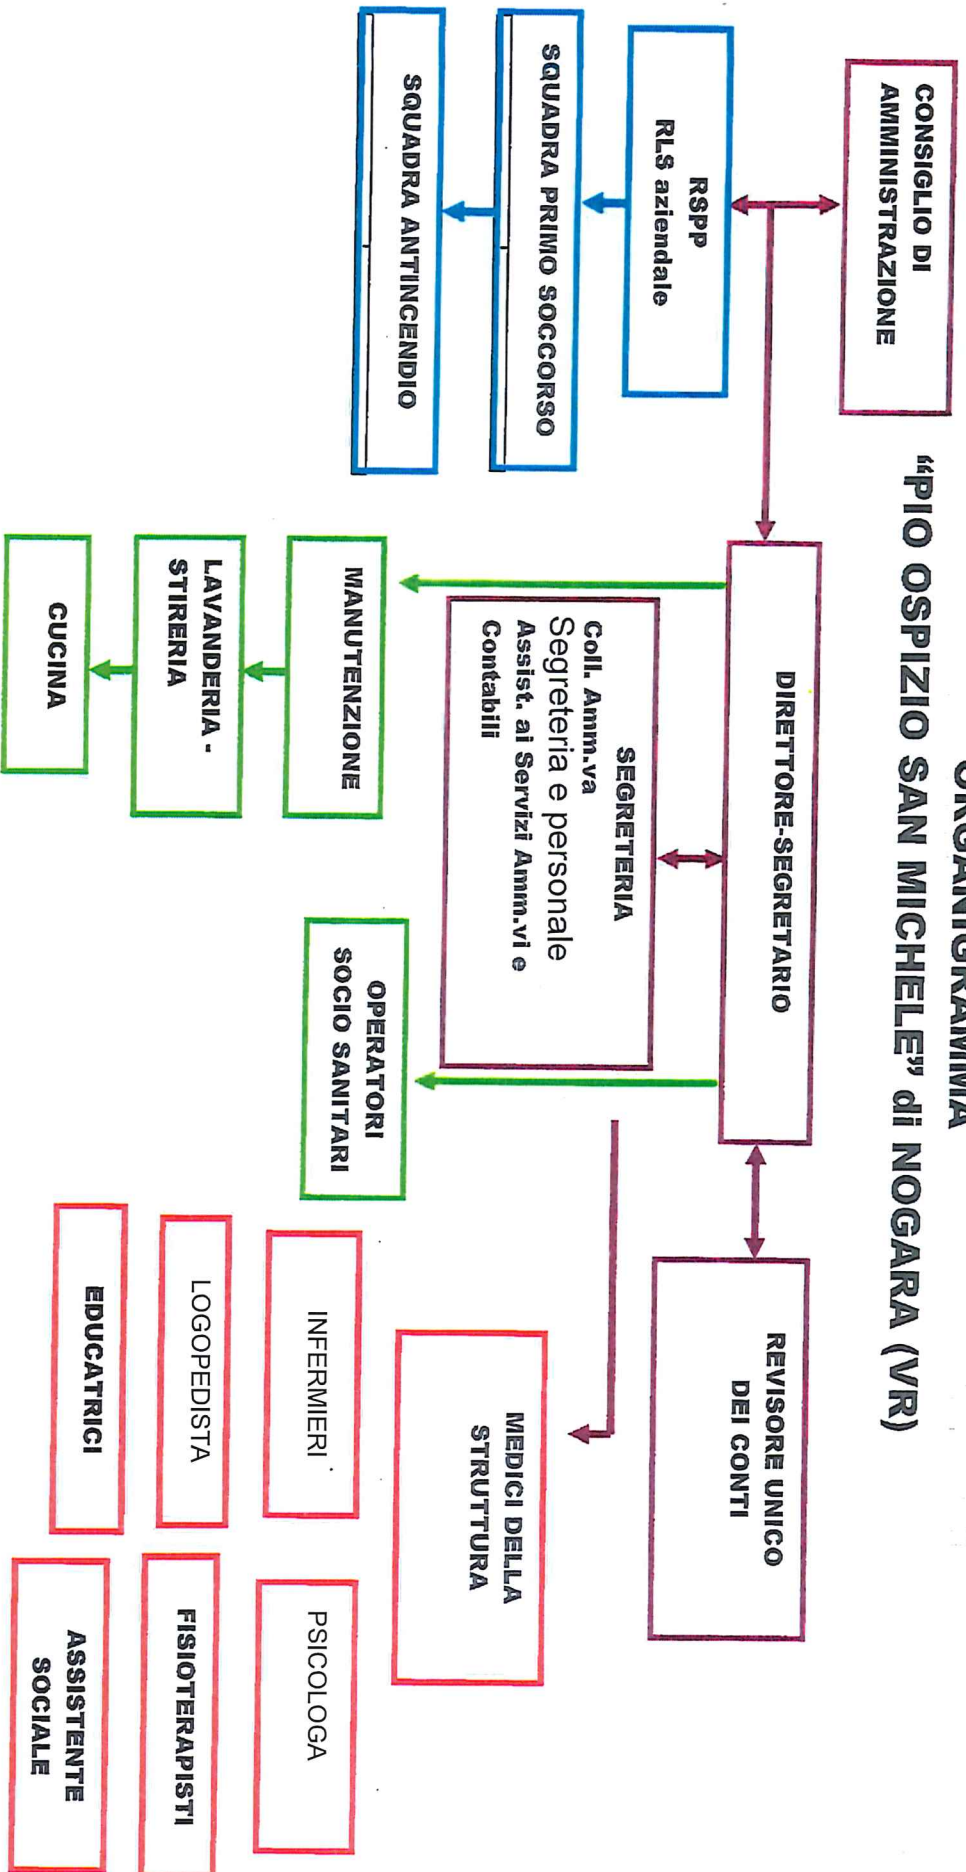 ORGANIGRAMMA
“PIO OSPIZIO SAN MICHELE” di NOGARA (VR)
CONSIGLIO DI
AMMINISTRAZIONE
RSPP
RLS aziendale
SQUADRA PRIMO SOCCORSO
SQUADRA ANTINCENDIO
DIRETTORE-SEGRETARIO
REVISORE UNICO
DEI CONTI
SEGRETERIA
Coll. Amm.va
Segreteria e personale
Assist. ai Servizi Amm.vi e
Contabili
MANUTENZIONE
LAVANDERIA -
STIRERIA
CUCINA
OPERATORI
SOCIO SANITARI
MEDICI DELLA
STRUTTURA
INFERMIERI
PSICOLOGA
LOGOPEDISTA
FISIOTERAPISTI
EDUCATRICI
ASSISTENTE
SOCIALE